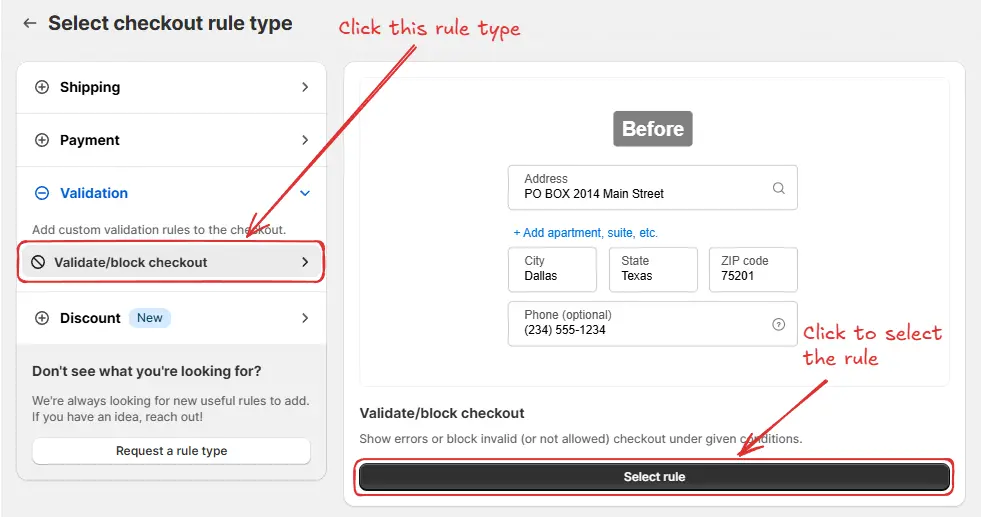 Select checkout rule type
Click this rule type
Shipping
Payment
Validation
Add custom validation rules to the checkout.
Validate/block checkout
Discount New
Don't see what you're looking for?
We're always looking for new useful rules to add.
If you have an idea, reach out!
Request a rule type
Before
Address
PO BOX 2014 Main Street
+ Add apartment, suite, etc.
City
Dallas
State
Texas
ZIP code
75201
Phone (optional)
(234) 555-1234
Click to select
the rule
Validate/block checkout
Show errors or block invalid (or not allowed) checkout under given conditions.
Select rule